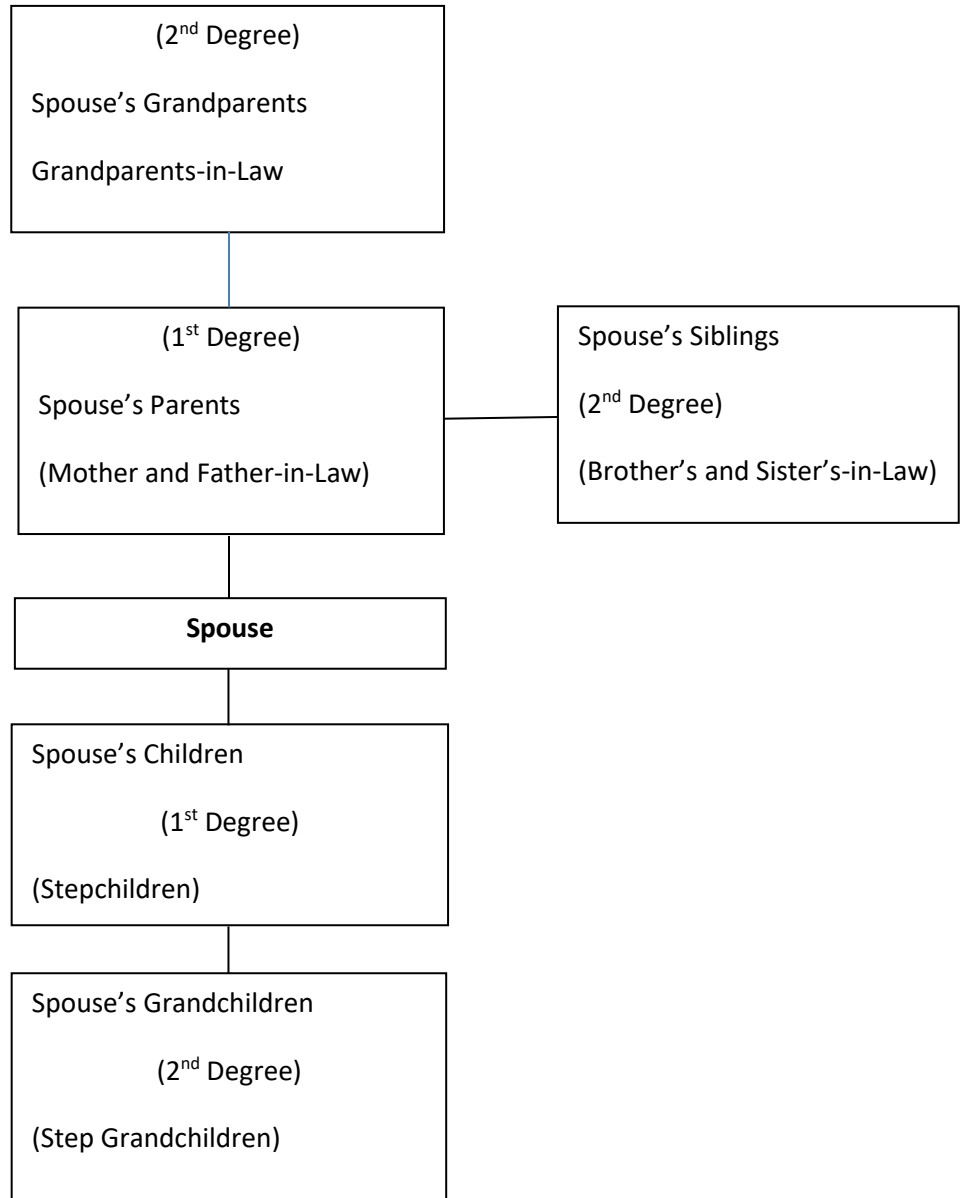 (2nd Degree)
Spouse’s Grandparents
Grandparents-in-Law
(1st Degree)
Spouse’s Parents
(Mother and Father-in-Law)
Spouse’s Siblings
(2nd Degree)
(Brother’s and Sister’s-in-Law)
Spouse
Spouse’s Children
(1st Degree)
(Stepchildren)
Spouse’s Grandchildren
(2nd Degree)
(Step Grandchildren)